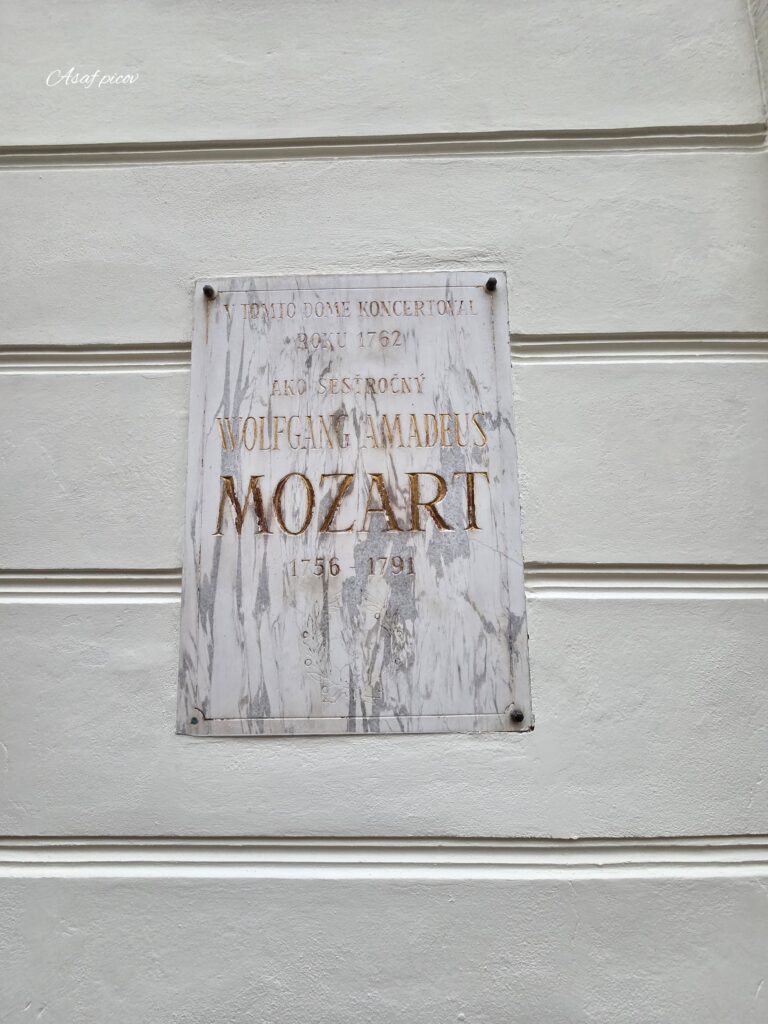 Asaf picov
V TOMTO DOME KONCERTOVAL
ROKU 1762
AKO ŠESŤROČNÝ
WOLFGANG AMADEUS
MOZART
1756 - 1791